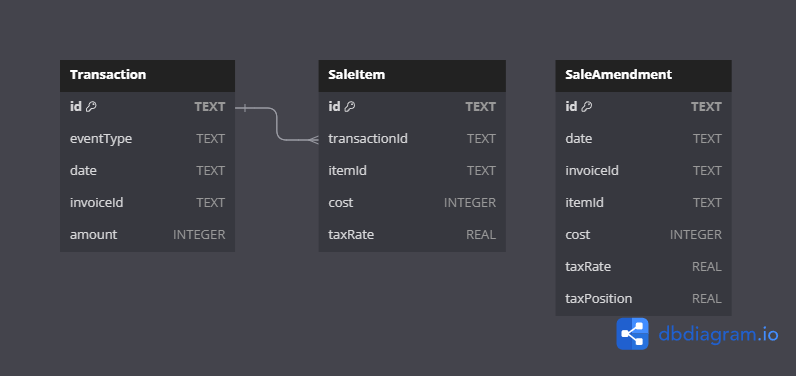 Transaction
id TEXT
eventType TEXT
date TEXT
invoiceId TEXT
amount INTEGER
SaleItem
id TEXT
transactionId TEXT
itemId TEXT
cost INTEGER
taxRate REAL
SaleAmendment
id TEXT
date TEXT
invoiceId TEXT
itemId TEXT
cost INTEGER
taxRate REAL
taxPosition REAL
dbdiagram.io